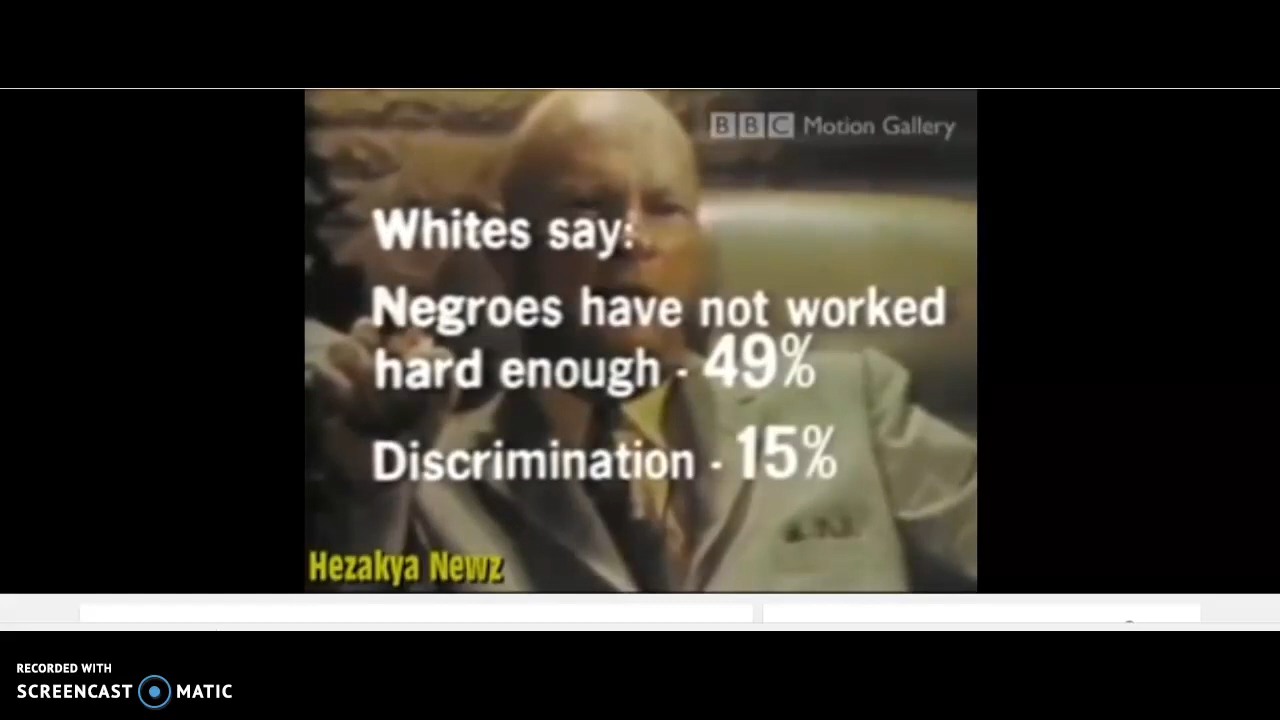 BBC Motion Gallery
Whites say:
Negroes have not worked
hard enough - 49%
Discrimination - 15%
Hezakya Newz
RECORDED WITH
SCREENCAST MATIC